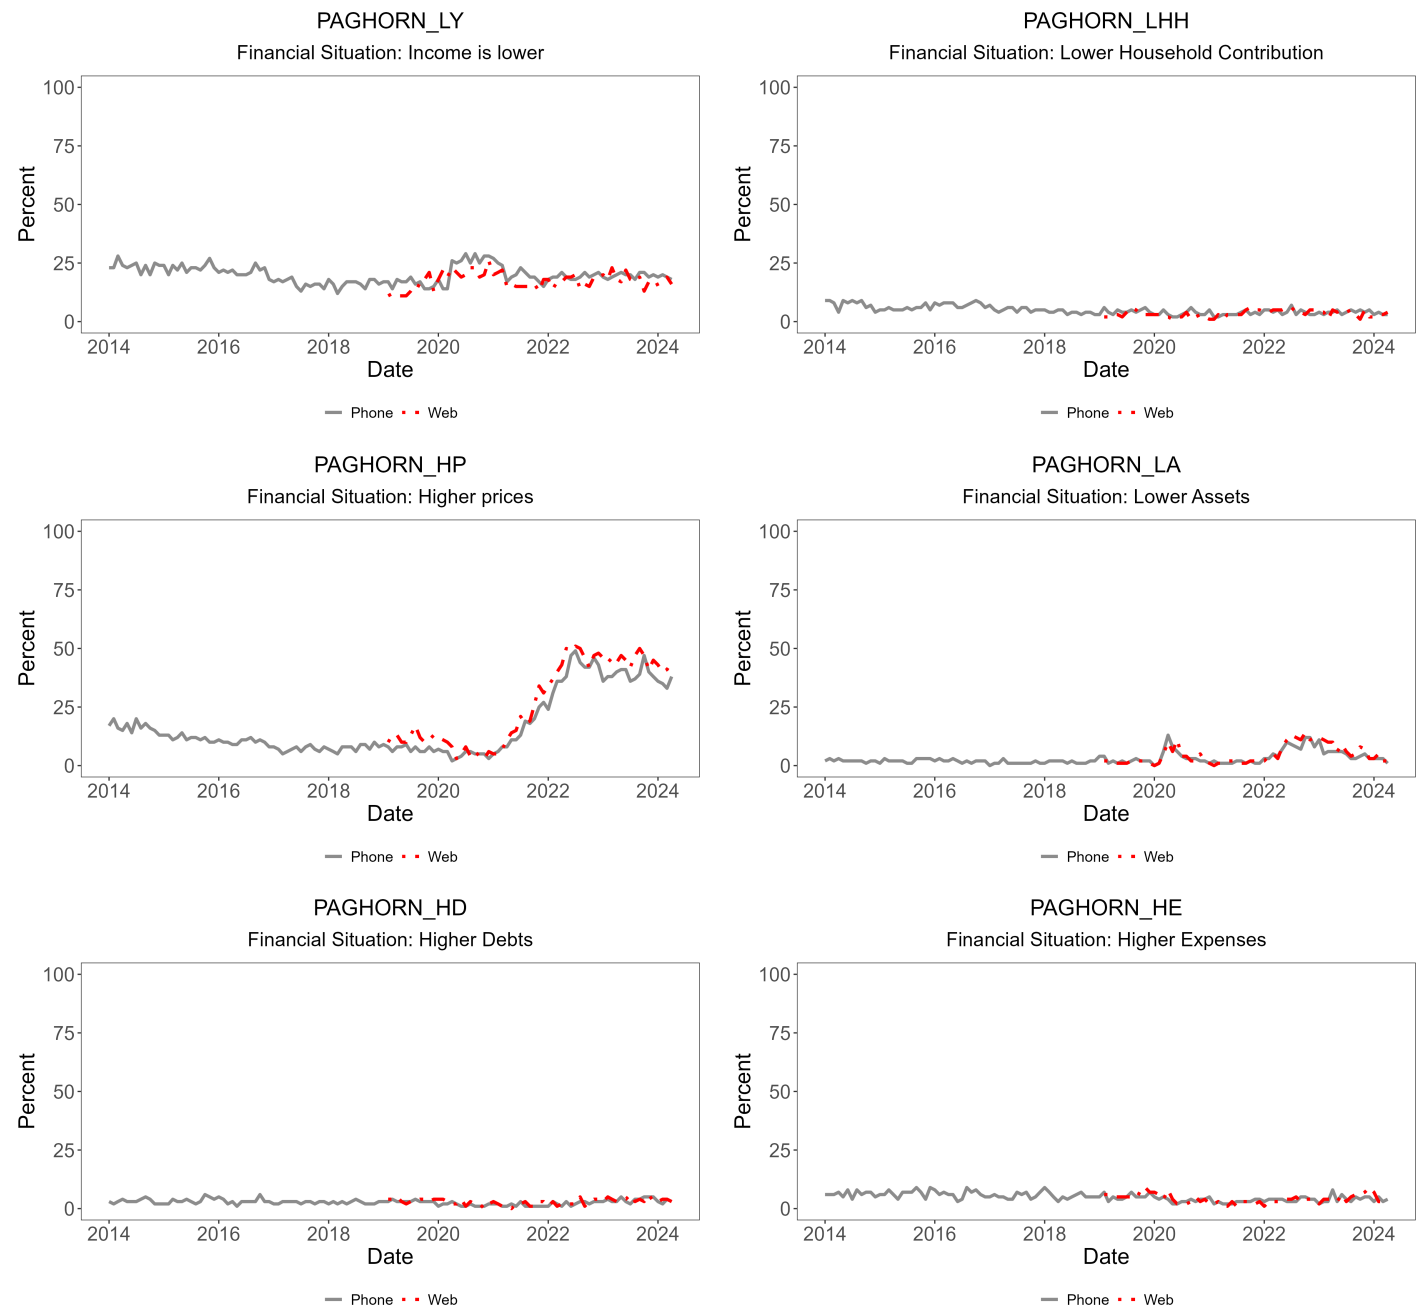 PAGHORN_LY
Financial Situation: Income is lower
100
75
50
25
0
Percent
2014 2016 2018 2020 2022 2024
Date
Phone Web
PAGHORN_LHH
Financial Situation: Lower Household Contribution
100
75
50
25
0
Percent
2014 2016 2018 2020 2022 2024
Date
Phone Web
PAGHORN_HP
Financial Situation: Higher prices
100
75
50
25
0
Percent
2014 2016 2018 2020 2022 2024
Date
Phone Web
PAGHORN_LA
Financial Situation: Lower Assets
100
75
50
25
0
Percent
2014 2016 2018 2020 2022 2024
Date
Phone Web
PAGHORN_HD
Financial Situation: Higher Debts
100
75
50
25
0
Percent
2014 2016 2018 2020 2022 2024
Date
Phone Web
PAGHORN_HE
Financial Situation: Higher Expenses
100
75
50
25
0
Percent
2014 2016 2018 2020 2022 2024
Date
Phone Web